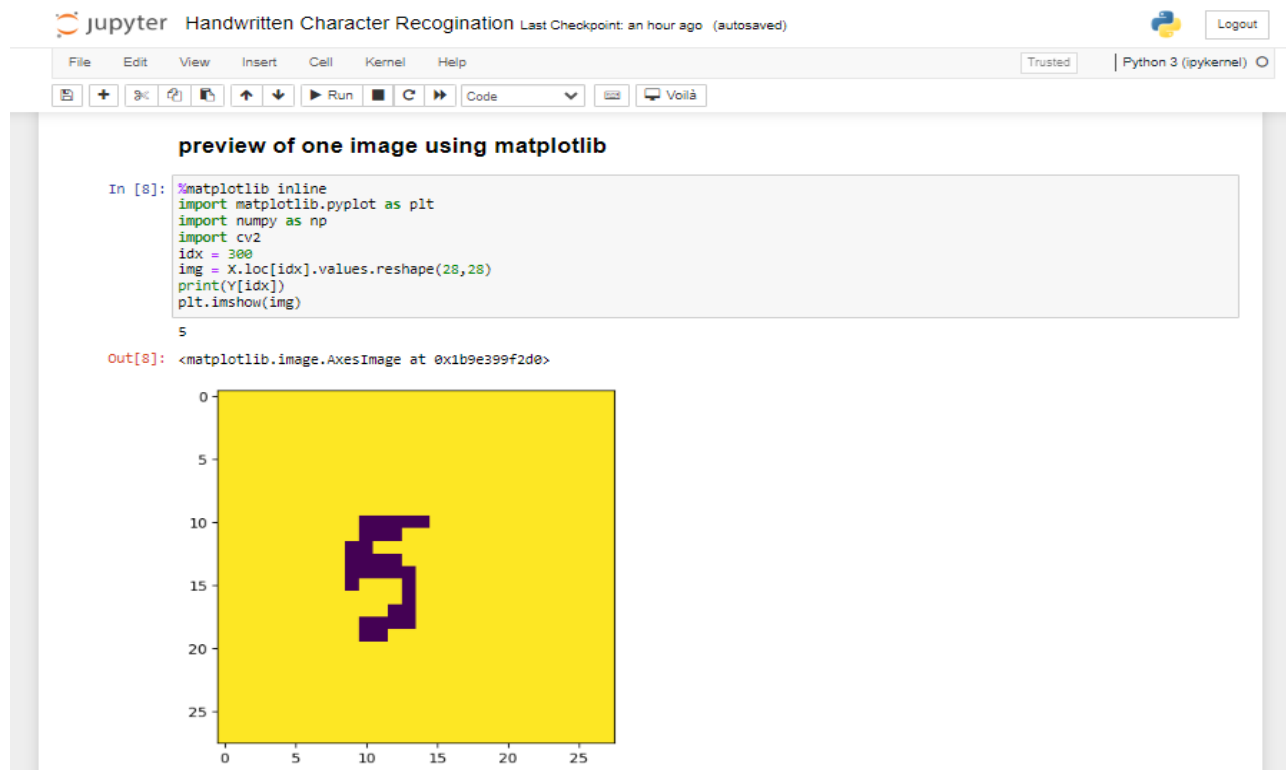 jupyter Handwritten Character Recogination Last Checkpoint: an hour ago (autosaved) Logout
File Edit View Insert Cell Kernel Help Trusted Python 3 (ipykernel)
Run Code Voilà
preview of one image using matplotlib
In [8]: %matplotlib inline
import matplotlib.pyplot as plt
import numpy as np
import cv2
idx = 300
img = X.loc[idx].values.reshape(28,28)
print(Y[idx])
plt.imshow(img)
5
Out[8]: <matplotlib.image.AxesImage at 0x1b9e399f2d0>
0
5
10
5
15
20
25
0 5 10 15 20 25